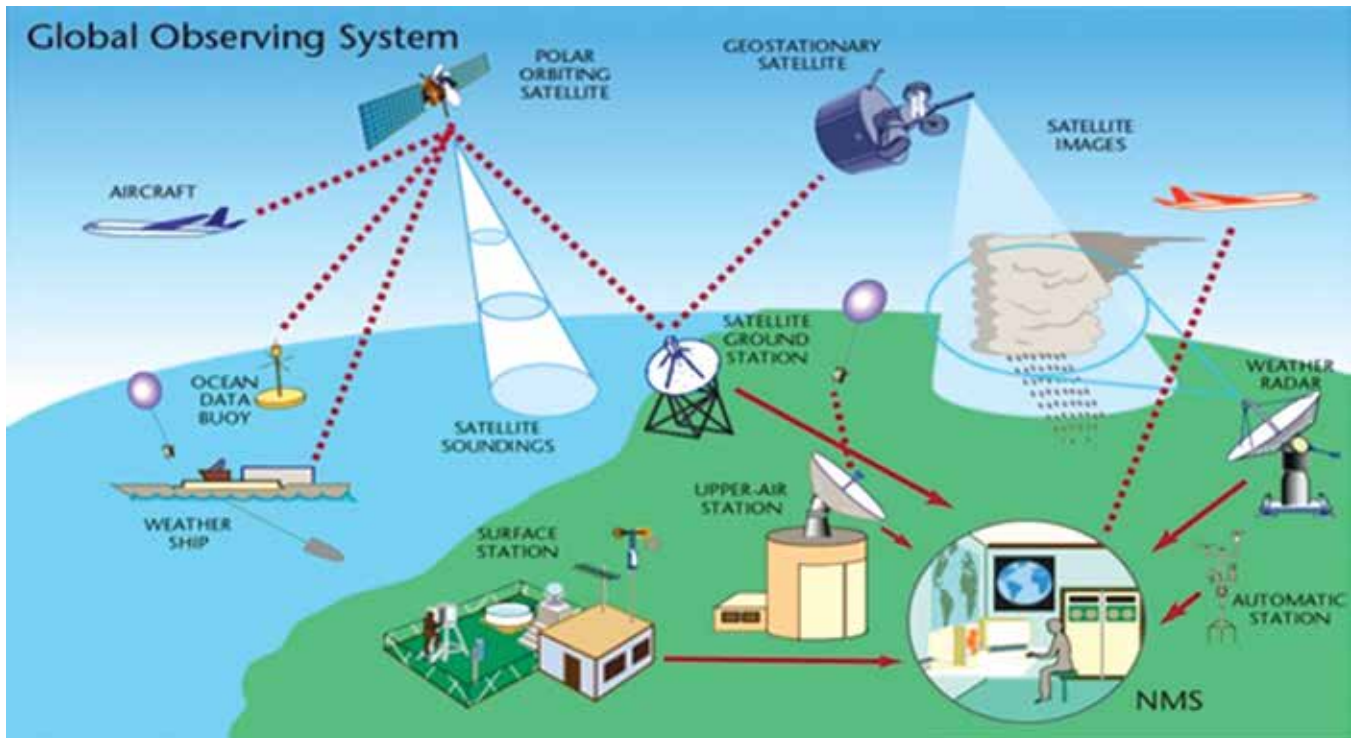 Global Observing System
POLAR
ORBITING
SATELLITE
GEOSTATIONARY
SATELLITE
SATELLITE
IMAGES
AIRCRAFT
OCEAN
DATA
BUOY
SATELLITE
SOUNDINGS
SATELLITE
GROUND
STATION
WEATHER
RADAR
WEATHER
SHIP
SURFACE
STATION
UPPER-AIR
STATION
AUTOMATIC
STATION
NMS